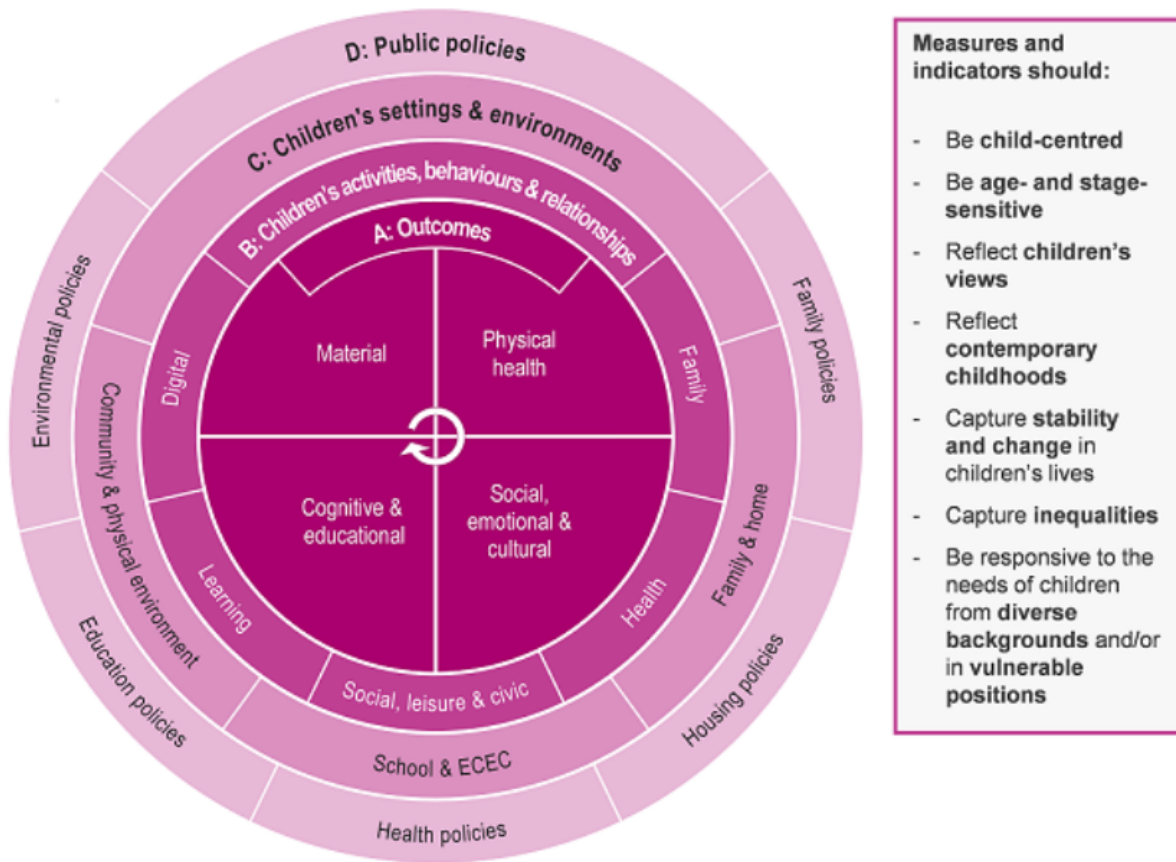 D: Public policies
C: Children's settings & environments
B: Children's activities, behaviours & relationships
A: Outcomes
Material
Physical
health
Cognitive &
educational
Social,
emotional &
cultural
Digital
Family
Learning
Health
Social, leisure & civic
Community & physical environment
Family & home
School & ECEC
Environmental policies
Family policies
Education policies
Housing policies
Health policies
Measures and
indicators should:
- Be child-centred
- Be age- and stage-
sensitive
- Reflect children's
views
- Reflect
contemporary
childhoods
- Capture stability
and change in
children's lives
- Capture inequalities
- Be responsive to the
needs of children
from diverse
backgrounds and/or
in vulnerable
positions